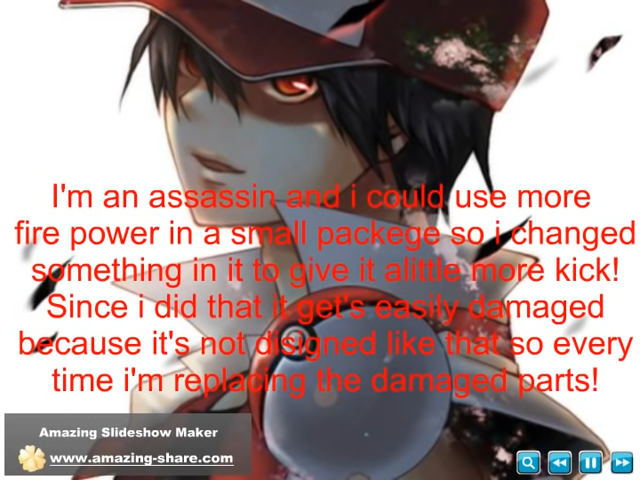 I'm an assassin and i could use more
fire power in a small packege so i changed
something in it to give it alittle more kick!
Since i did that it get's easily damaged
because it's not disigned like that so every
time i'm replacing the damaged parts!
Amazing Slideshow Maker
www.amazing-share.com